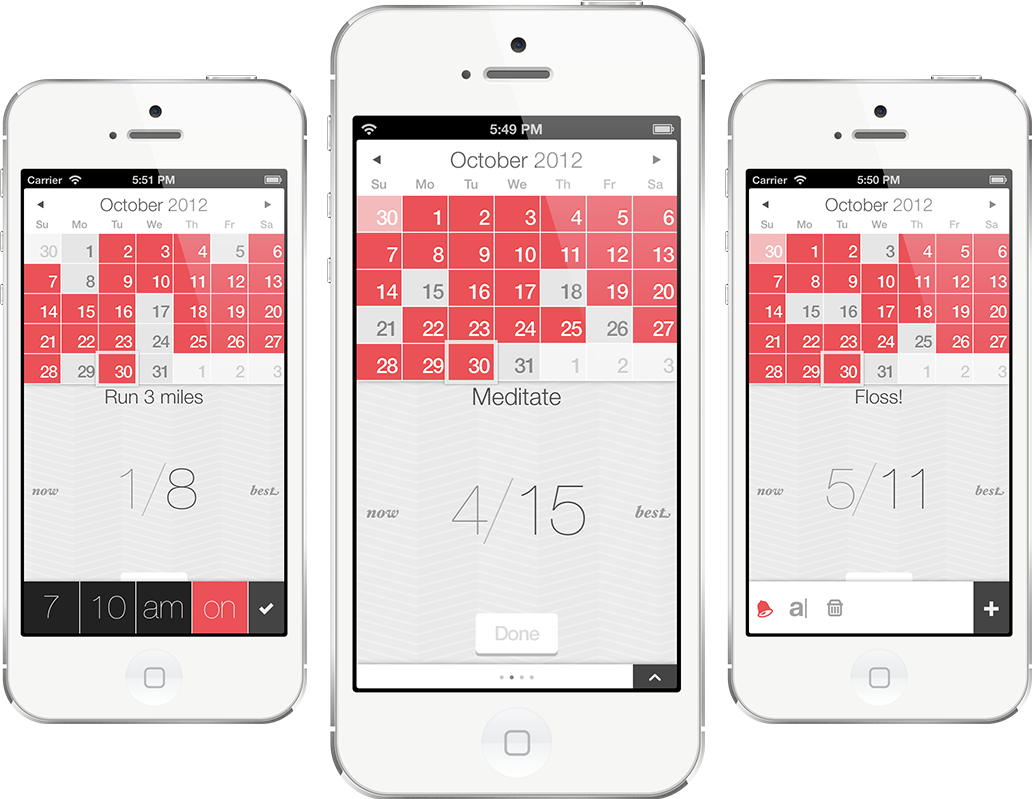 Carrier 5:51 PM
October 2012
Su Mo Tu We Th Fr Sa
30 1 2 3 4 5 6
7 8 9 10 11 12 13
14 15 16 17 18 19 20
21 22 23 24 25 26 27
28 29 30 31 1 2 3
Run 3 miles
now 1/8 best
7 10 am on
5:49 PM
October 2012
Su Mo Tu We Th Fr Sa
30 1 2 3 4 5 6
7 8 9 10 11 12 13
14 15 16 17 18 19 20
21 22 23 24 25 26 27
28 29 30 31 1 2 3
Meditate
now 4/15 best
Done
Carrier 5:50 PM
October 2012
Su Mo Tu We Th Fr Sa
30 1 2 3 4 5 6
7 8 9 10 11 12 13
14 15 16 17 18 19 20
21 22 23 24 25 26 27
28 29 30 31 1 2 3
Floss!
now 5/11 best
a